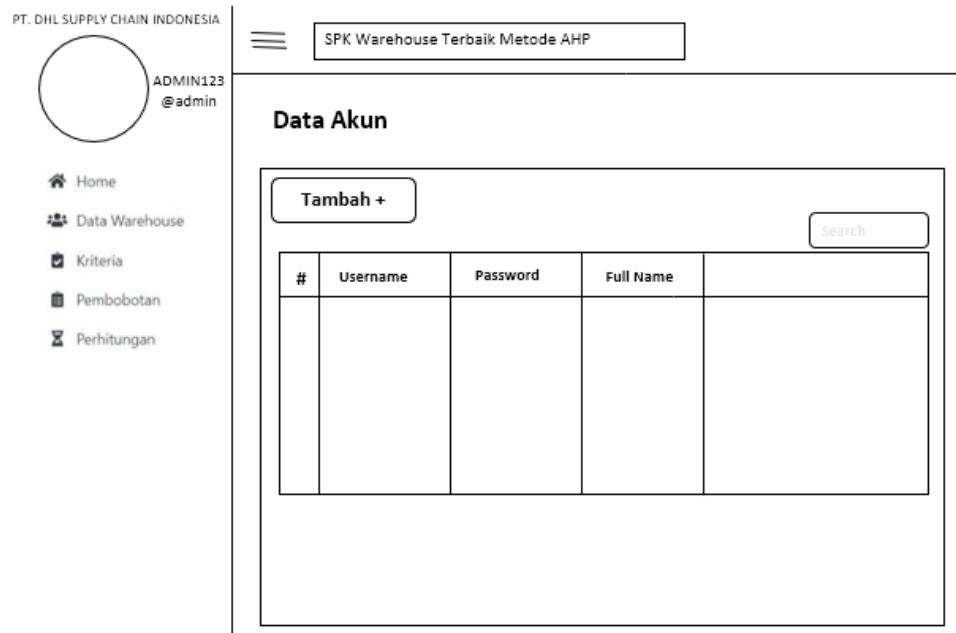 PT. DHL SUPPLY CHAIN INDONESIA
ADMIN123
@admin
Home
Data Warehouse
Kriteria
Pembobotan
Perhitungan
SPK Warehouse Terbaik Metode AHP
Data Akun
Tambah +
Search
# Username Password Full Name